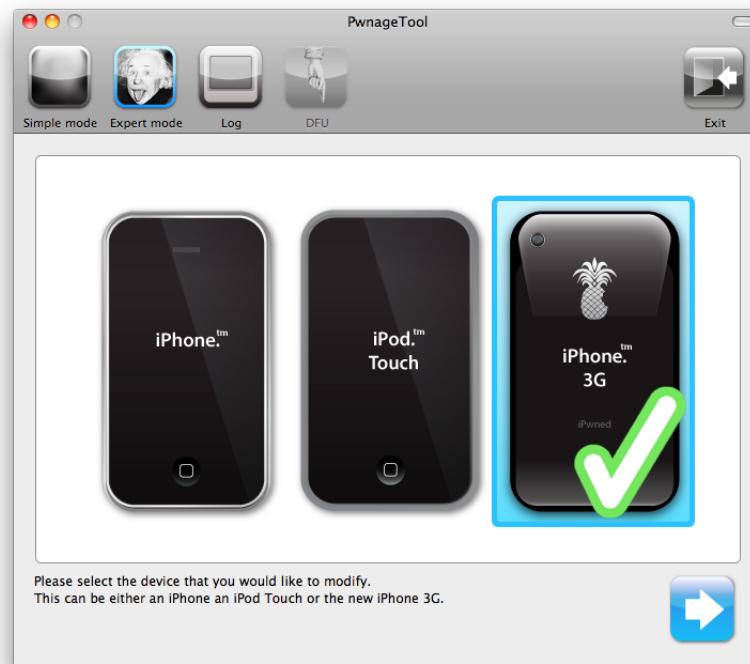 PwnageTool
Simple mode
Expert mode
Log
DFU
Exit
iPhone.™
iPod.™
Touch
iPhone.™
3G
iPwned
Please select the device that you would like to modify.
This can be either an iPhone an iPod Touch or the new iPhone 3G.